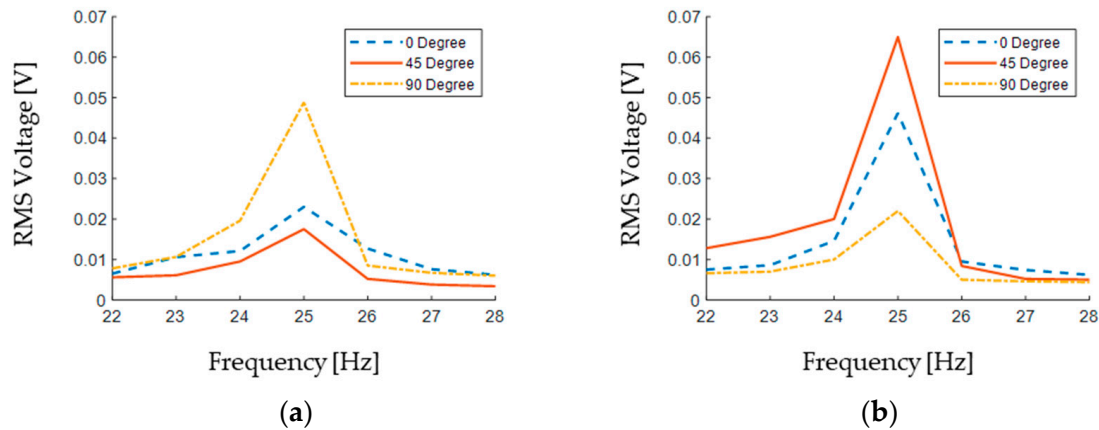 0.07
0.06
0.05
0.04
0.03
0.02
0.01
0
RMS Voltage [V]
0 Degree
45 Degree
90 Degree
22 23 24 25 26 27 28
Frequency [Hz]
(a)
0.07
0.06
0.05
0.04
0.03
0.02
0.01
0
RMS Voltage [V]
0 Degree
45 Degree
90 Degree
22 23 24 25 26 27 28
Frequency [Hz]
(b)